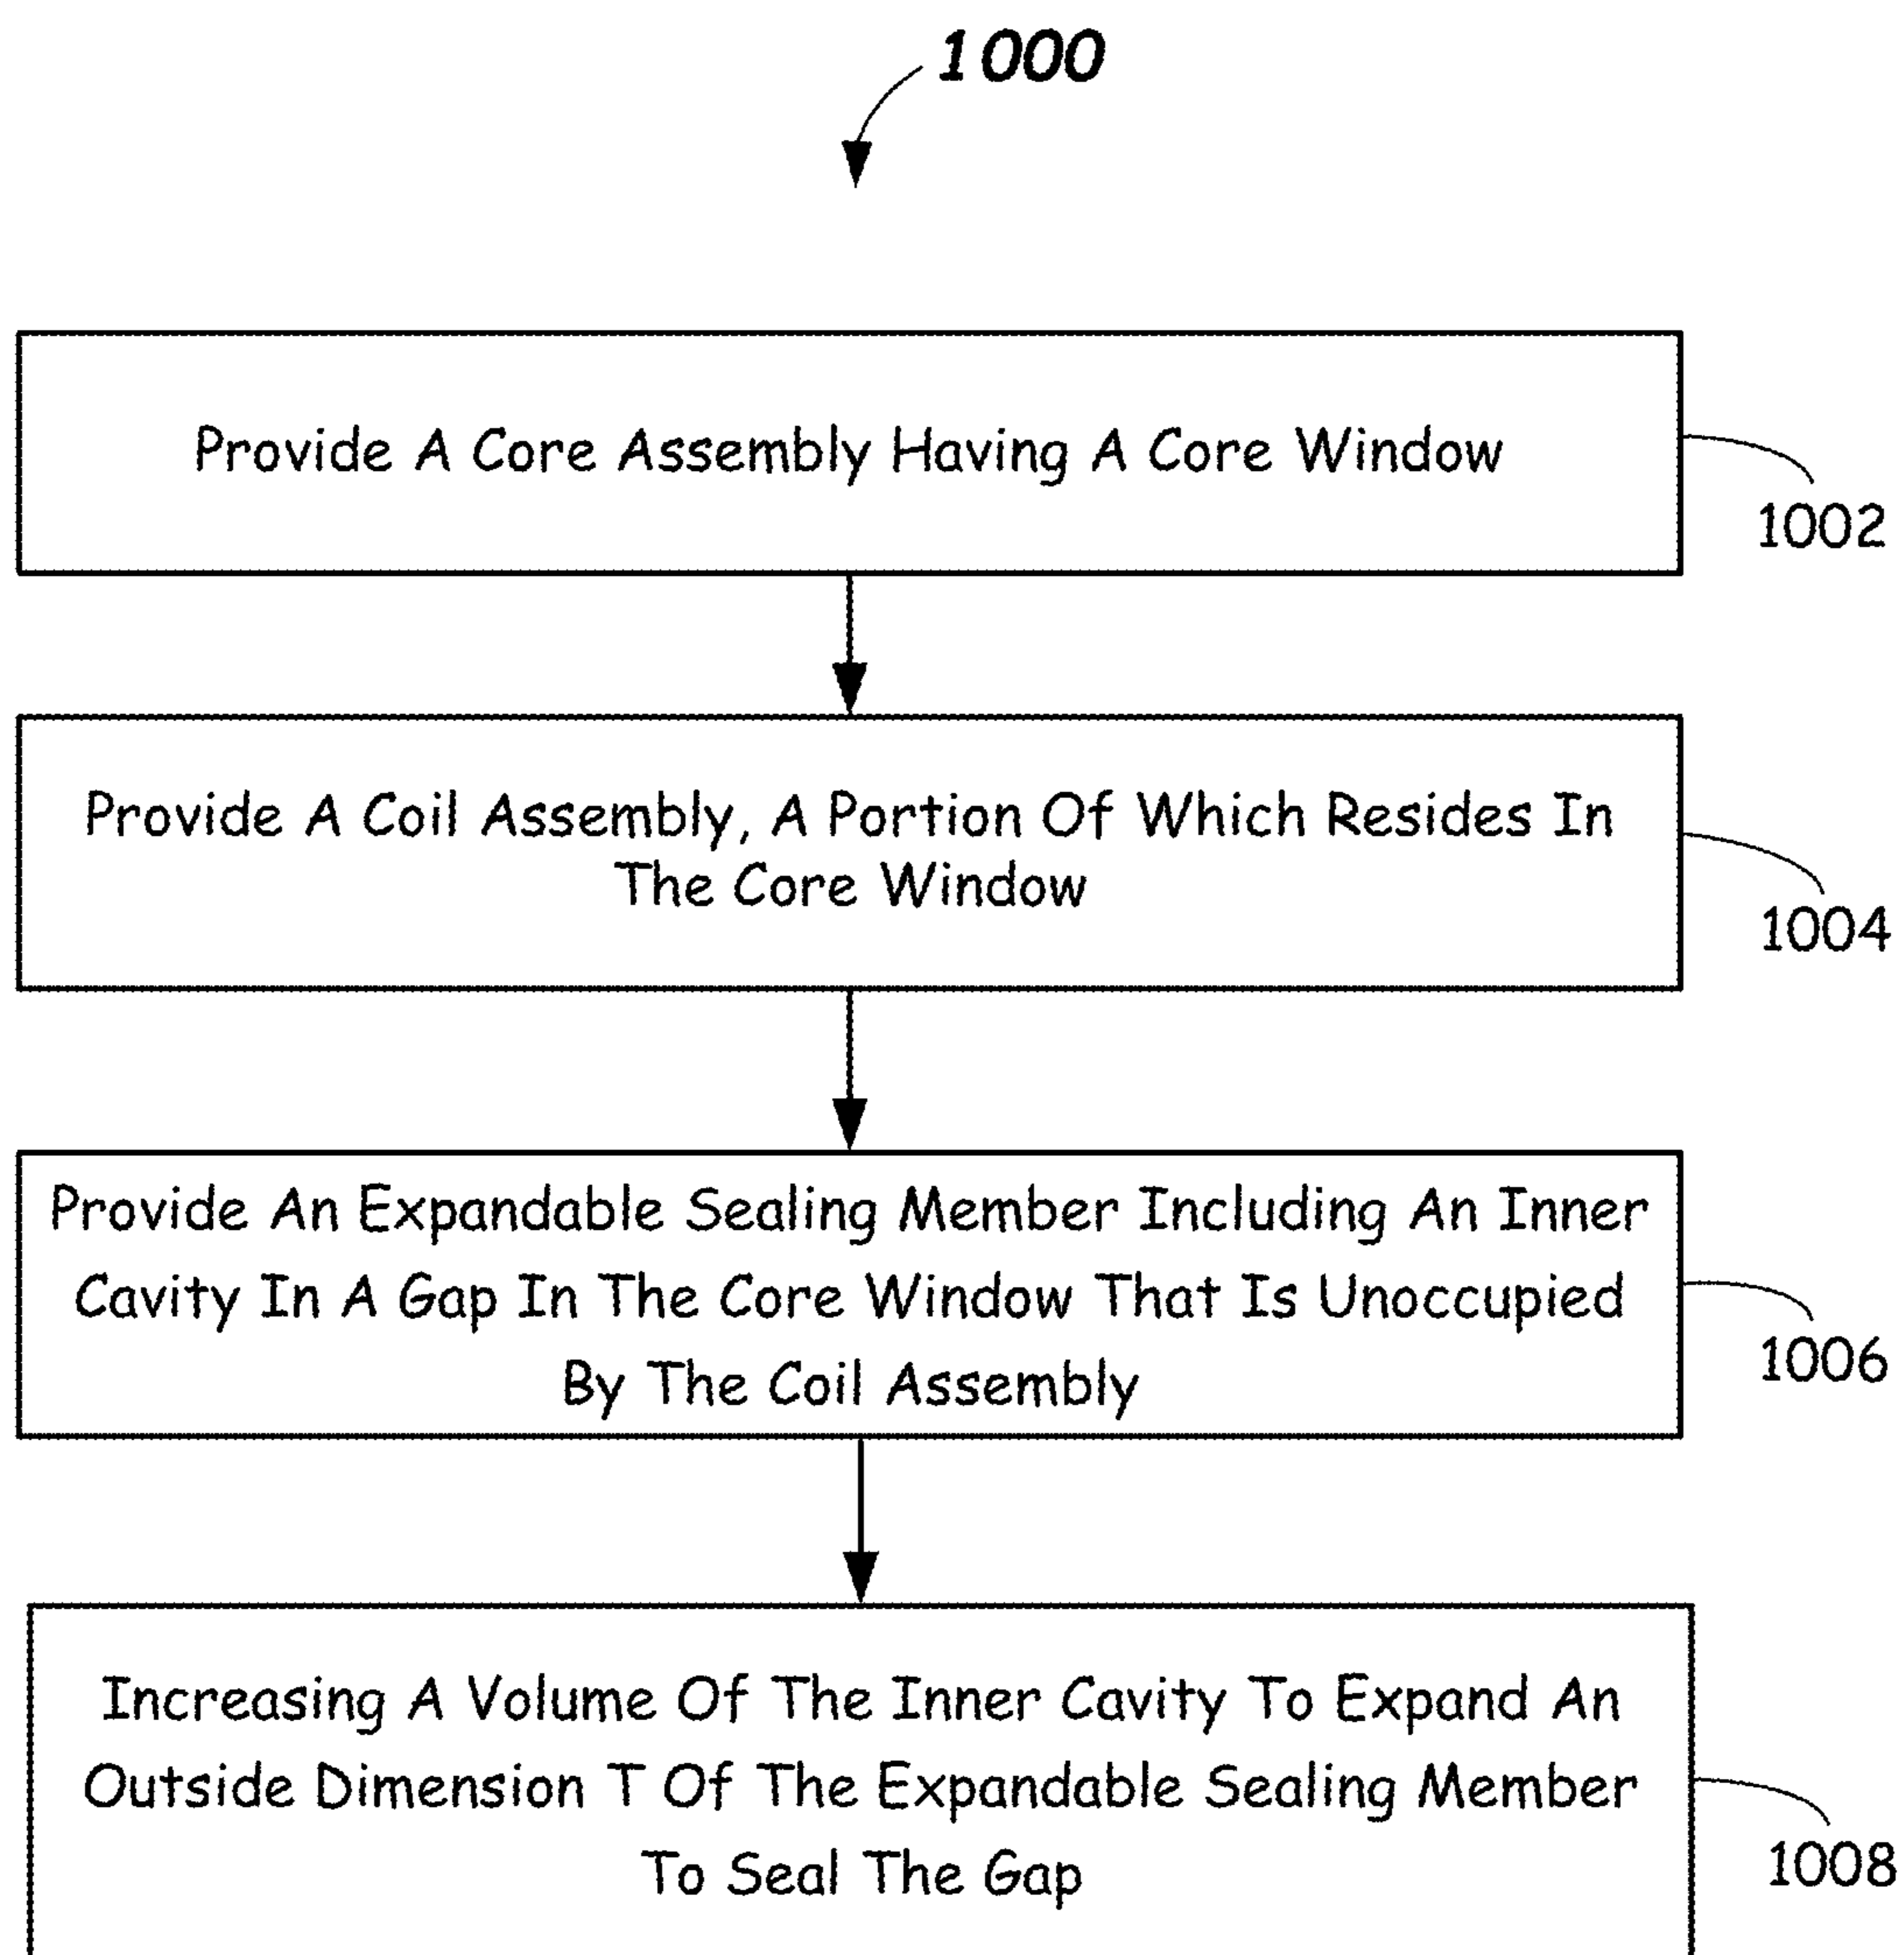 1000
Provide A Core Assembly Having A Core Window
1002
Provide A Coil Assembly, A Portion Of Which Resides In
The Core Window
1004
Provide An Expandable Sealing Member Including An Inner
Cavity In A Gap In The Core Window That Is Unoccupied
By The Coil Assembly
1006
Increasing A Volume Of The Inner Cavity To Expand An
Outside Dimension T Of The Expandable Sealing Member
To Seal The Gap
1008